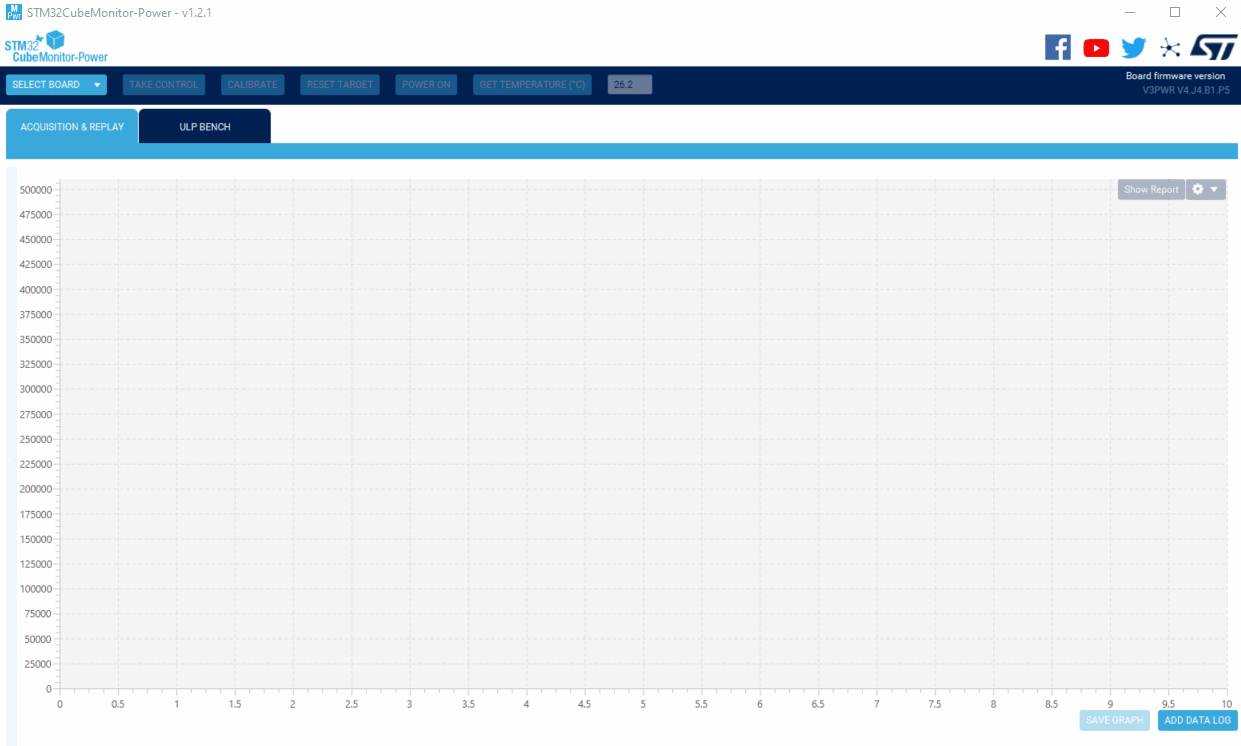 M
Pwr
STM32CubeMonitor-Power - v1.2.1
STM32
CubeMonitor-Power
SELECT BOARD
TAKE CONTROL
CALIBRATE
RESET TARGET
POWER ON
GET TEMPERATURE (°C)
26.2
Board firmware version
V3PWR V4.J4.B1.P5
ACQUISITION & REPLAY
ULP BENCH
Show Report
500000
475000
450000
425000
400000
375000
350000
325000
300000
275000
250000
225000
200000
175000
150000
125000
100000
75000
50000
25000
0
0 0.5 1 1.5 2 2.5 3 3.5 4 4.5 5 5.5 6 6.5 7 7.5 8 8.5 9 9.5 10
SAVE GRAPH
ADD DATA LOG